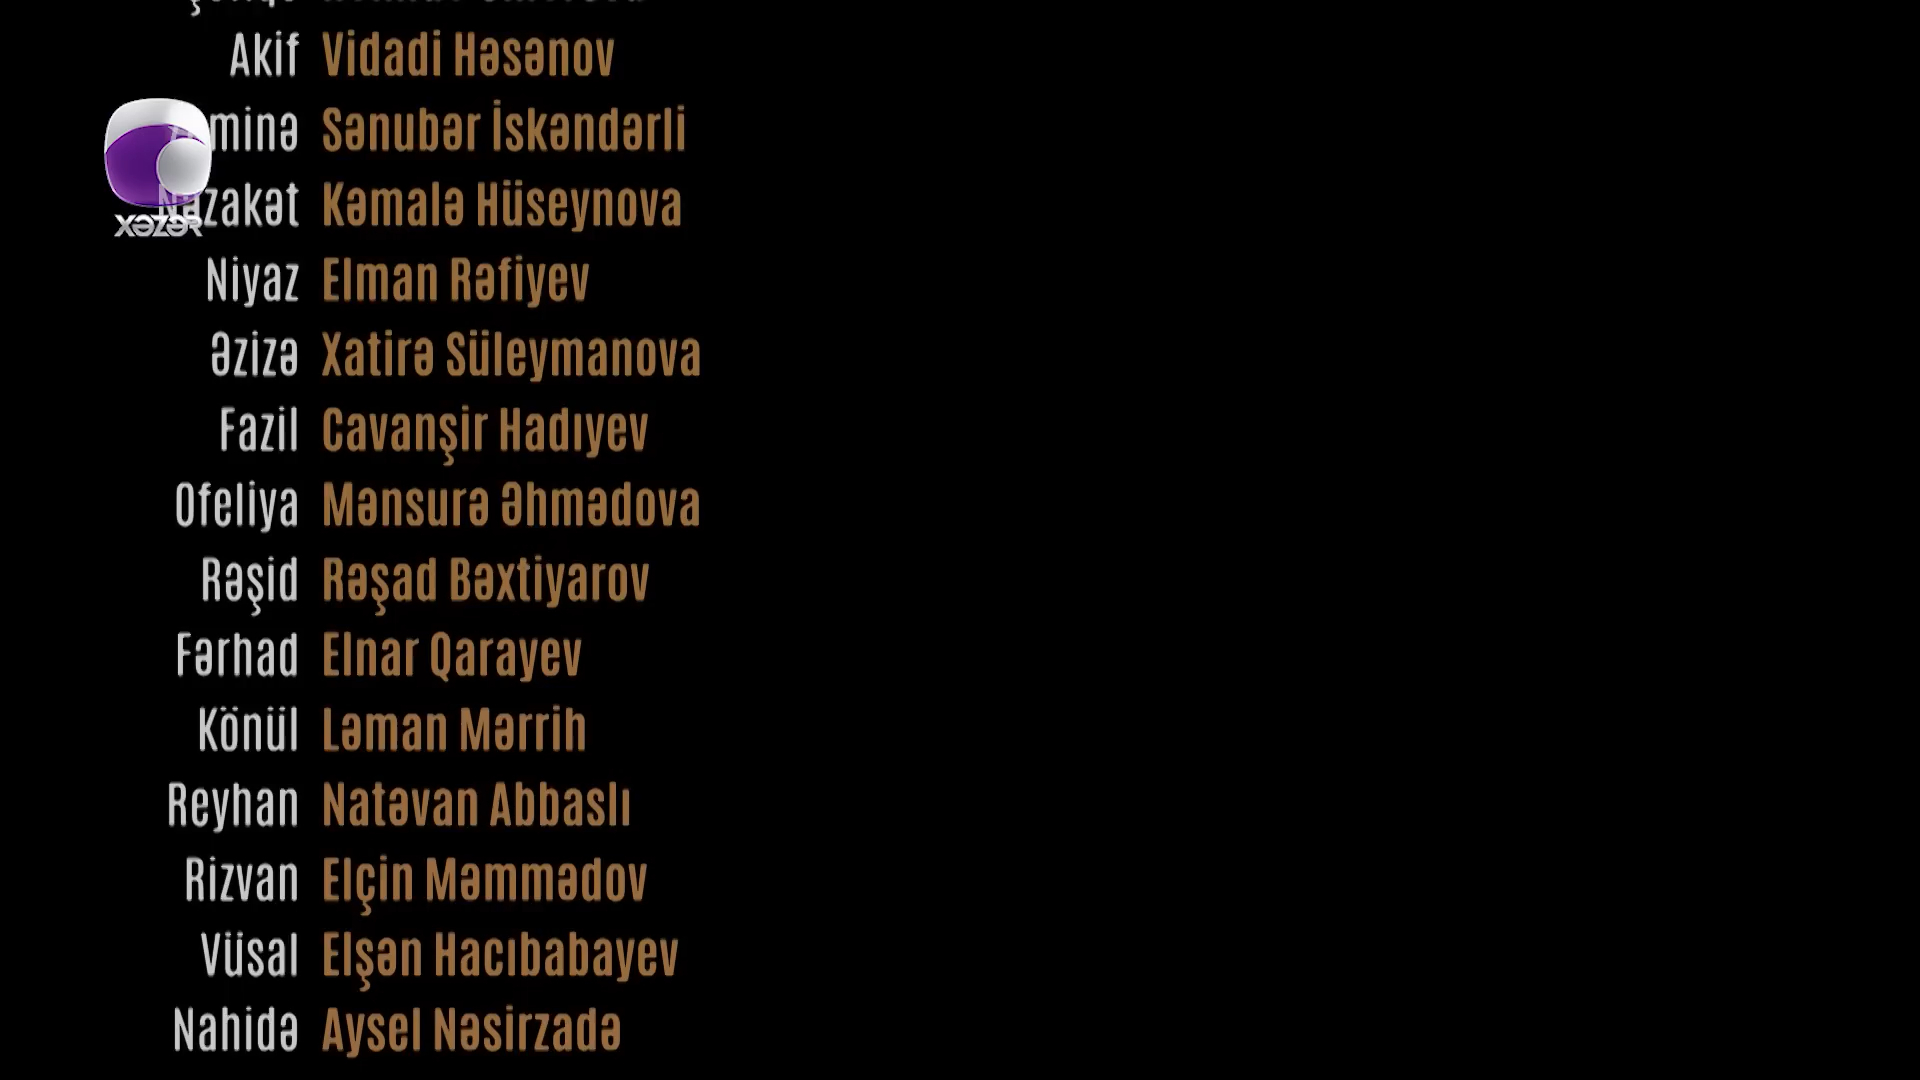 Akif Vidadi Həsənov
Sənubər İskəndərli
Nəzakət Kəmalə Hüseynova
XƏZƏR
Niyaz Elman Rəfiyev
Əzizə Xatirə Süleymanova
Fazil Cavanşir Hadıyev
Ofeliya Mənsurə Əhmədova
Rəşid Rəşad Bəxtiyarov
Fərhad Elnar Qarayev
Könül Ləman Mərrih
Reyhan Natəvan Abbaslı
Rizvan Elçin Məmmədov
Vüsal Elşən Hacıbabayev
Nahidə Aysel Nəsirzadə